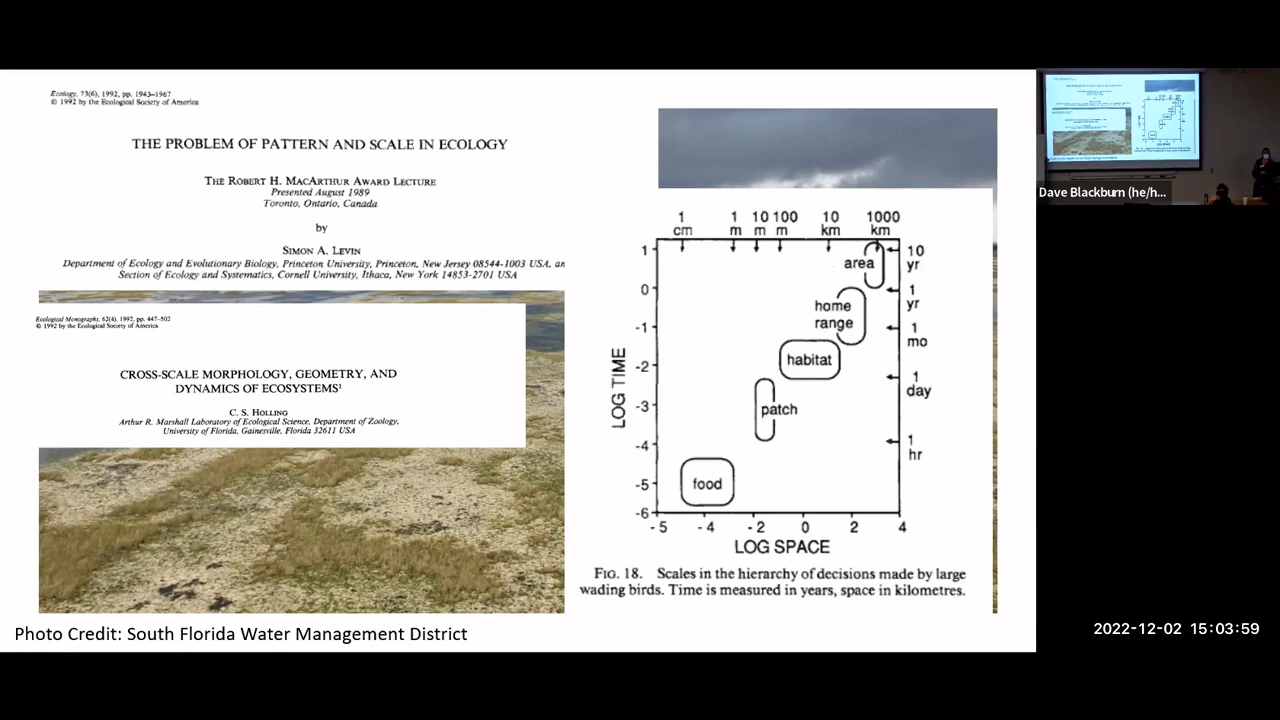 Ecology, 73(6), 1992, pp. 1943–1967
© 1992 by the Ecological Society of America
THE PROBLEM OF PATTERN AND SCALE IN ECOLOGY
THE ROBERT H. MACARTHUR AWARD LECTURE
Presented August 1989
Toronto, Ontario, Canada
by
SIMON A. LEVIN
Department of Ecology and Evolutionary Biology, Princeton University, Princeton, New Jersey 08544-1003 USA, an
Section of Ecology and Systematics, Cornell University, Ithaca, New York 14853-2701 USA
Ecological Monographs, 62(4), 1992, pp. 447–502
© 1992 by the Ecological Society of America
CROSS-SCALE MORPHOLOGY, GEOMETRY, AND
DYNAMICS OF ECOSYSTEMS¹
C. S. HOLLING
Arthur R. Marshall Laboratory of Ecological Science, Department of Zoology,
University of Florida, Gainesville, Florida 32611 USA
Photo Credit: South Florida Water Management District
1 1 10 100 10 1000
cm m m m km km
1
0
-1
-2
-3
-4
-5
-6
LOG TIME
area
home
range
habitat
patch
food
10
yr
1
yr
1
mo
1
day
1
hr
-5 -4 -2 0 2 4
LOG SPACE
FIG. 18. Scales in the hierarchy of decisions made by large
wading birds. Time is measured in years, space in kilometres.
Dave Blackburn (he/h...
2022-12-02 15:03:59